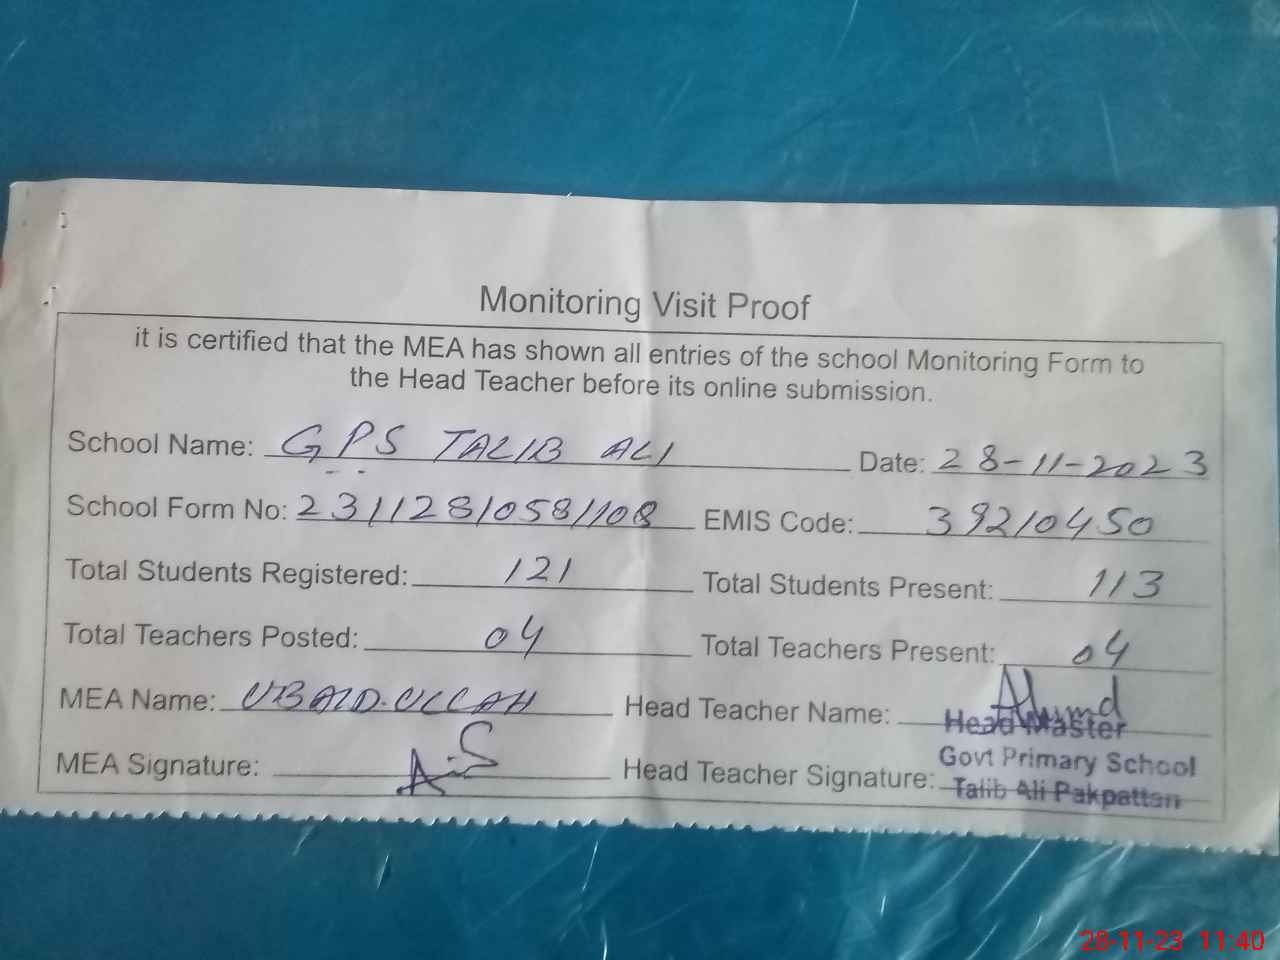 Monitoring Visit Proof
it is certified that the MEA has shown all entries of the school Monitoring Form to
the Head Teacher before its online submission.
School Name: GPS TALIB ALI Date: 28-11-2023
School Form No: 23112810581108 EMIS Code: 39210450
Total Students Registered: 121 Total Students Present: 113
Total Teachers Posted: 04 Total Teachers Present: 04
MEA Name: UBAID.ULLAH Head Teacher Name:
Head Master
MEA Signature: Head Teacher Signature: Govt Primary School
Talib Ali Pakpattan
28-11-23 11:40